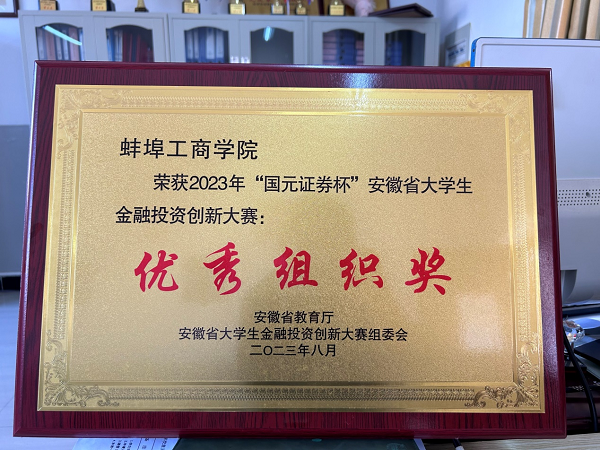 蚌埠工商学院
荣获2023年“国元证券杯”安徽省大学生
金融投资创新大赛：
优秀组织奖
安徽省教育厅
安徽省大学生金融投资创新大赛组委会
二〇二三年八月